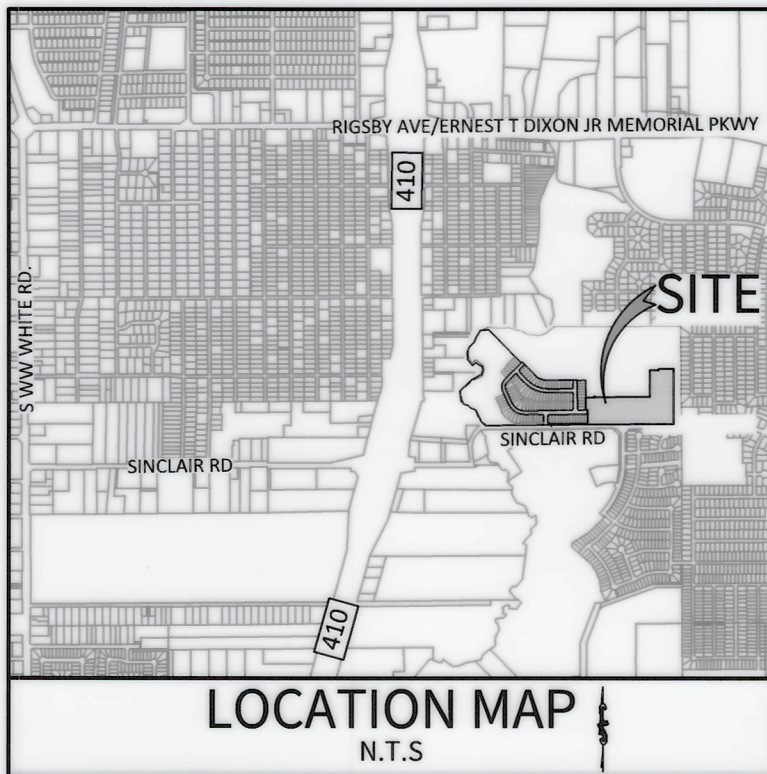 RIGSBY AVE/ERNEST T DIXON JR MEMORIAL PKWY
410
S WW WHITE RD.
SITE
SINCLAIR RD
SINCLAIR RD
410
LOCATION MAP
N.T.S